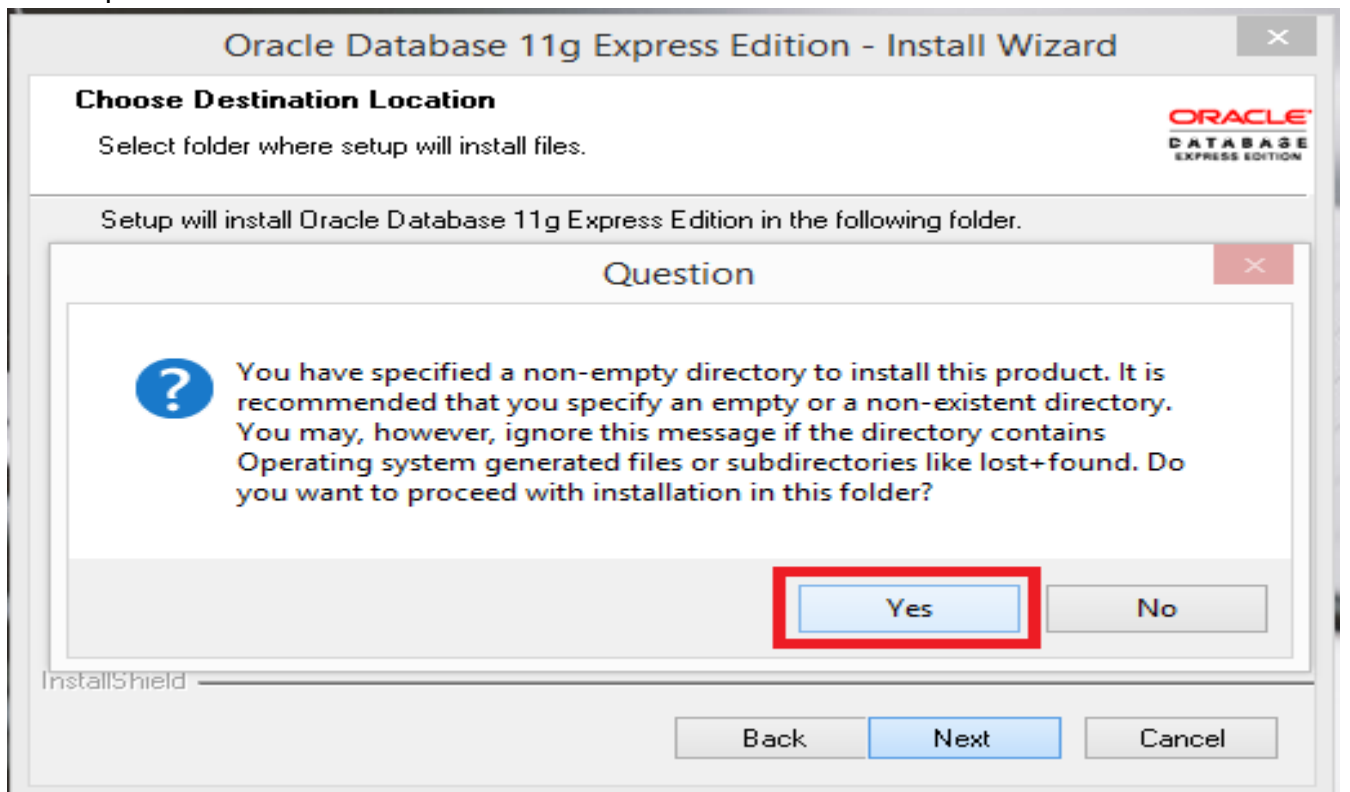 Oracle Database 11g Express Edition - Install Wizard
Choose Destination Location
Select folder where setup will install files.
ORACLE
DATABASE
EXPRESS EDITION
Setup will install Oracle Database 11g Express Edition in the following folder.
Question
You have specified a non-empty directory to install this product. It is
recommended that you specify an empty or a non-existent directory.
You may, however, ignore this message if the directory contains
Operating system generated files or subdirectories like lost+found. Do
you want to proceed with installation in this folder?
Yes No
InstallShield
Back Next Cancel